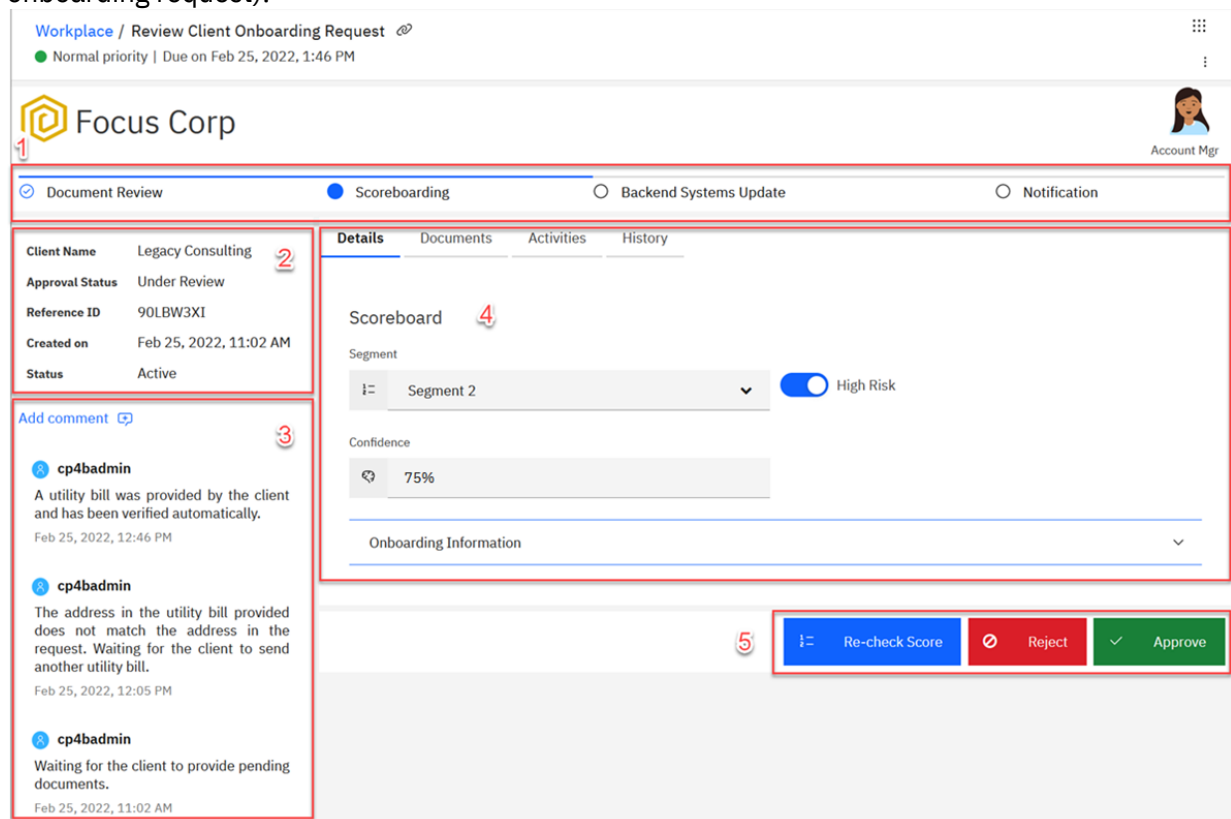 onboarding request).
Workplace / Review Client Onboarding Request
Normal priority | Due on Feb 25, 2022, 1:46 PM
Focus Corp
Account Mgr
1
Document Review
Scoreboarding
Backend Systems Update
Notification
2
Client Name Legacy Consulting
Approval Status Under Review
Reference ID 90LBW3XI
Created on Feb 25, 2022, 11:02 AM
Status Active
3
Add comment
cp4badmin
A utility bill was provided by the client
and has been verified automatically.
Feb 25, 2022, 12:46 PM
cp4badmin
The address in the utility bill provided
does not match the address in the
request. Waiting for the client to send
another utility bill.
Feb 25, 2022, 12:05 PM
cp4badmin
Waiting for the client to provide pending
documents.
Feb 25, 2022, 11:02 AM
Details Documents Activities History
Scoreboard
4
Segment
Segment 2
High Risk
Confidence
75%
Onboarding Information
5
Re-check Score
Reject
Approve